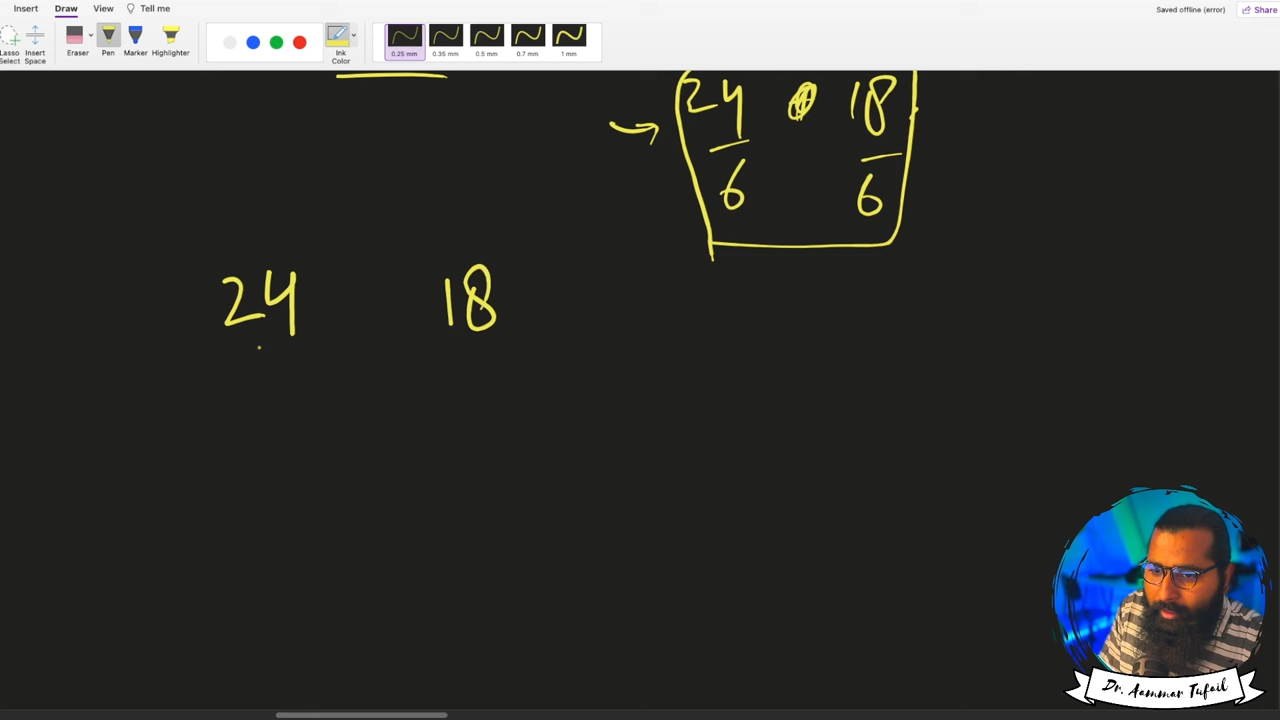 Insert Draw View Tell me
Saved offline (error) Share
Lasso Select Insert Space Eraser Pen Marker Highlighter Ink Color
0.25 mm 0.35 mm 0.5 mm 0.7 mm 1 mm
24 18
6 6
24 18
Dr. Aammar Tufail